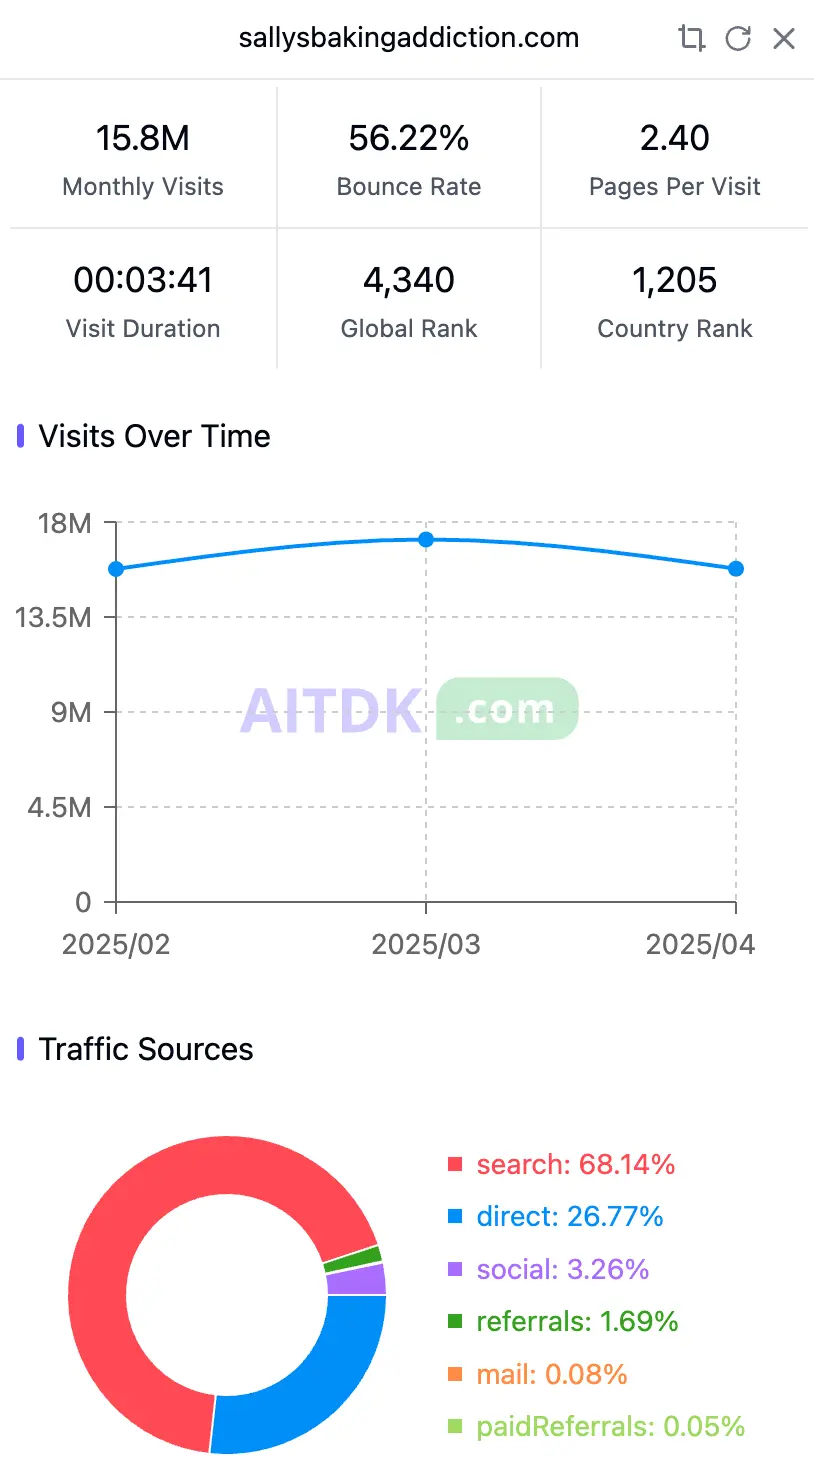 sallysbakingaddiction.com
15.8M 56.22% 2.40
Monthly Visits Bounce Rate Pages Per Visit
00:03:41 4,340 1,205
Visit Duration Global Rank Country Rank
Visits Over Time
18M
13.5M
AITDK .com
9M
4.5M
0
2025/02 2025/03 2025/04
Traffic Sources
search: 68.14%
direct: 26.77%
social: 3.26%
referrals: 1.69%
mail: 0.08%
paidReferrals: 0.05%